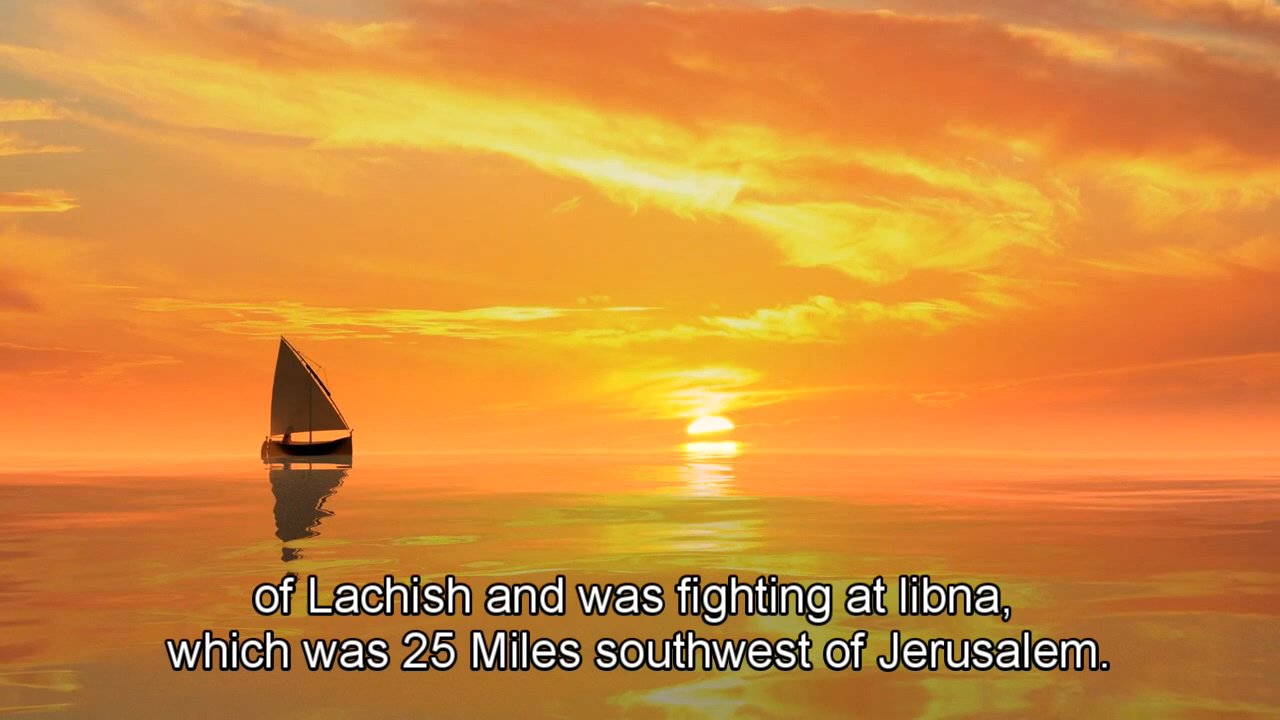 of Lachish and was fighting at libna,
which was 25 Miles southwest of Jerusalem.